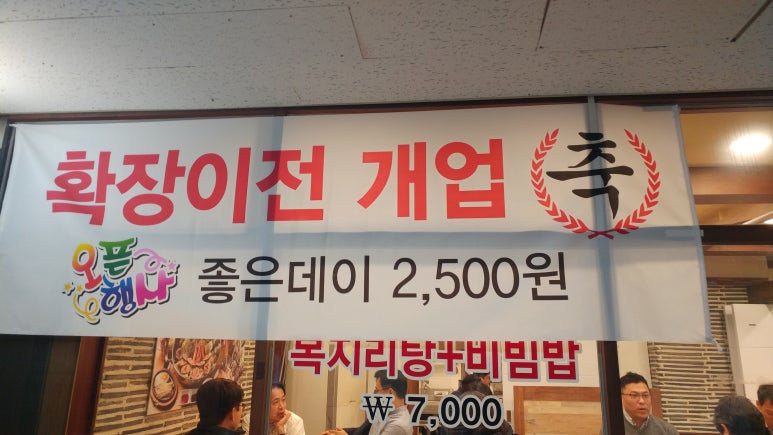 확장이전 개업 축
오픈
행사
좋은데이 2,500원
복지리탕+비빔밥
₩ 7,000